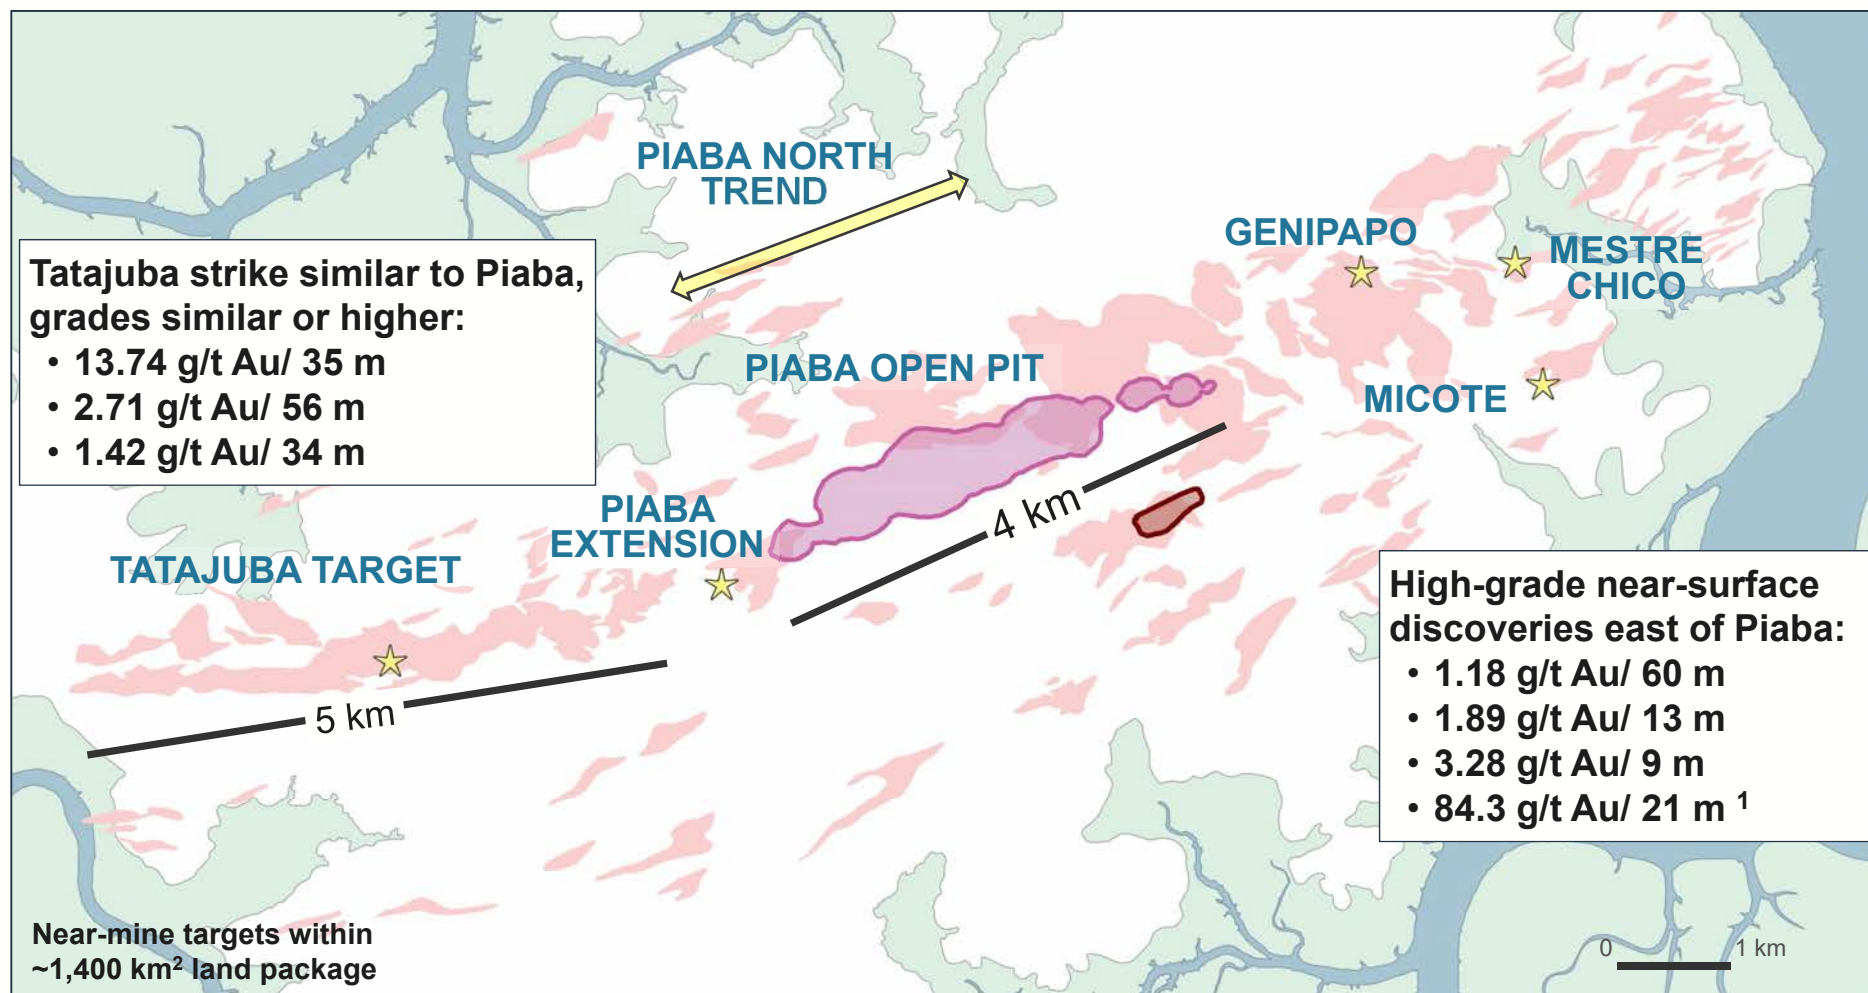 PIABA NORTH
TREND
GENIPAPO
MESTRE
CHICO
Tatajuba strike similar to Piaba,
grades similar or higher:
• 13.74 g/t Au/ 35 m
• 2.71 g/t Au/ 56 m
• 1.42 g/t Au/ 34 m
PIABA OPEN PIT
MICOTE
PIABA
EXTENSION
4 km
TATAJUBA TARGET
5 km
High-grade near-surface
discoveries east of Piaba:
• 1.18 g/t Au/ 60 m
• 1.89 g/t Au/ 13 m
• 3.28 g/t Au/ 9 m
• 84.3 g/t Au/ 21 m ¹
Near-mine targets within
~1,400 km² land package
0 1 km